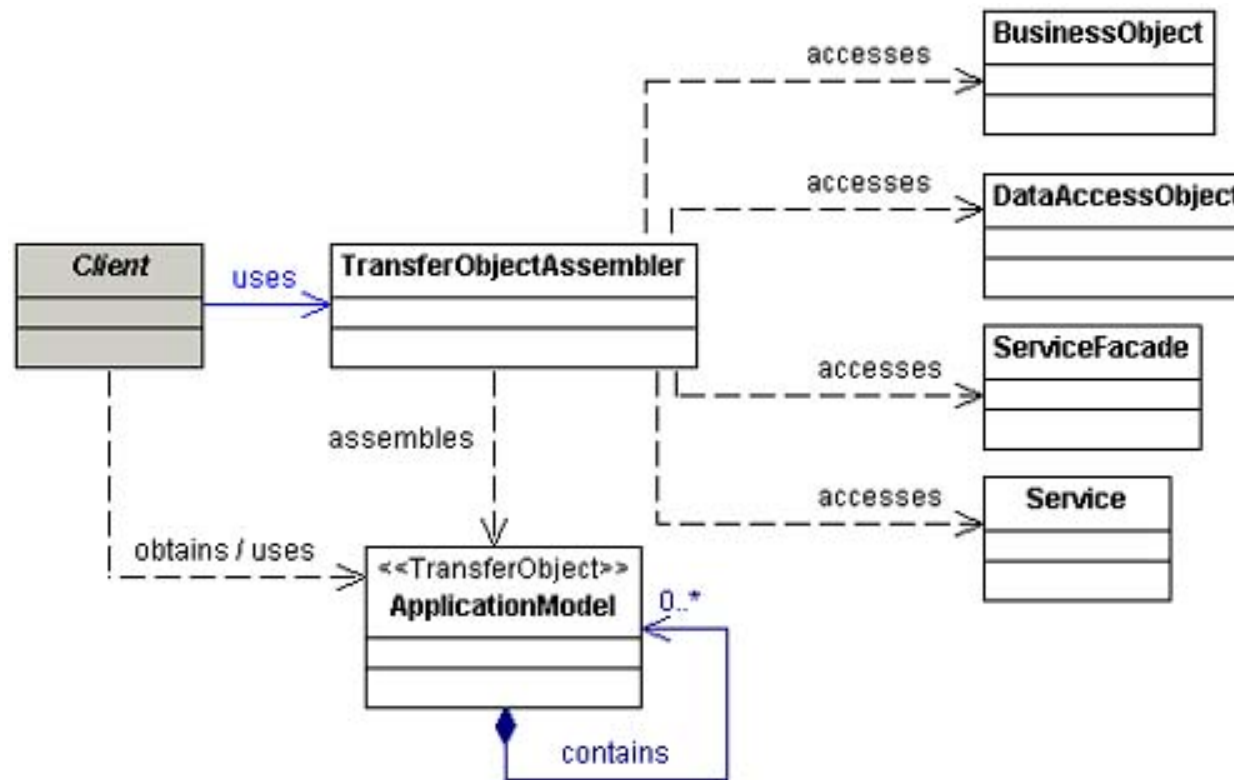 BusinessObject
accesses
DataAccessObject
accesses
Client
uses
TransferObjectAssembler
ServiceFacade
accesses
assembles
Service
accesses
obtains / uses
<<TransferObject>>
ApplicationModel
0..*
contains